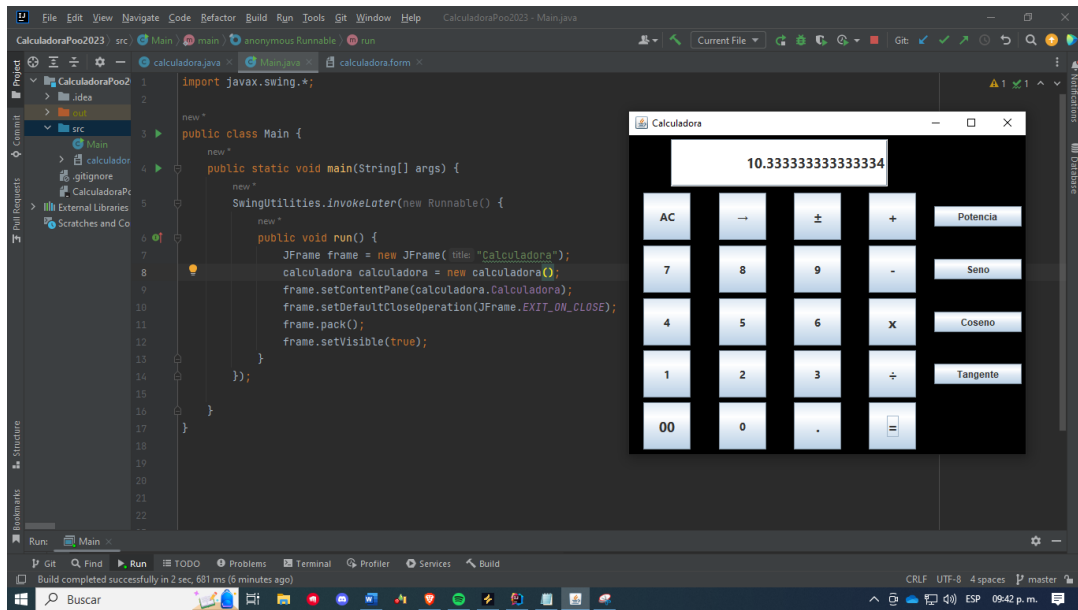 File Edit View Navigate Code Refactor Build Run Tools Git Window Help CalculadoraPoo2023 - Main.java
CalculadoraPoo2023 src Main main anonymous Runnable run Current File Git:
calculadora.java Main.java calculadora.form
Project
Commit
Pull Requests
Structure
Bookmarks
CalculadoraPoo2
.idea
out
src
Main
calculador
.gitignore
CalculadoraPo
External Libraries
Scratches and Co
1 import javax.swing.*;
2
new *
3 public class Main {
new *
4 public static void main(String[] args) {
new *
5 SwingUtilities.invokeLater(new Runnable() {
new *
6 public void run() {
7 JFrame frame = new JFrame( title: "Calculadora");
8 calculadora calculadora = new calculadora();
9 frame.setContentPane(calculadora.Calculadora);
10 frame.setDefaultCloseOperation(JFrame.EXIT_ON_CLOSE);
11 frame.pack();
12 frame.setVisible(true);
13 }
14 });
15
16 }
17 }
18
19
20
21
22
1 1
Notifications
Database
Calculadora
10.333333333333334
AC → ± + Potencia
7 8 9 - Seno
4 5 6 x Coseno
1 2 3 ÷ Tangente
00 0 . =
Run: Main
Git Find Run TODO Problems Terminal Profiler Services Build
Build completed successfully in 2 sec, 681 ms (6 minutes ago) CRLF UTF-8 4 spaces master
Buscar ESP 09:42 p. m.